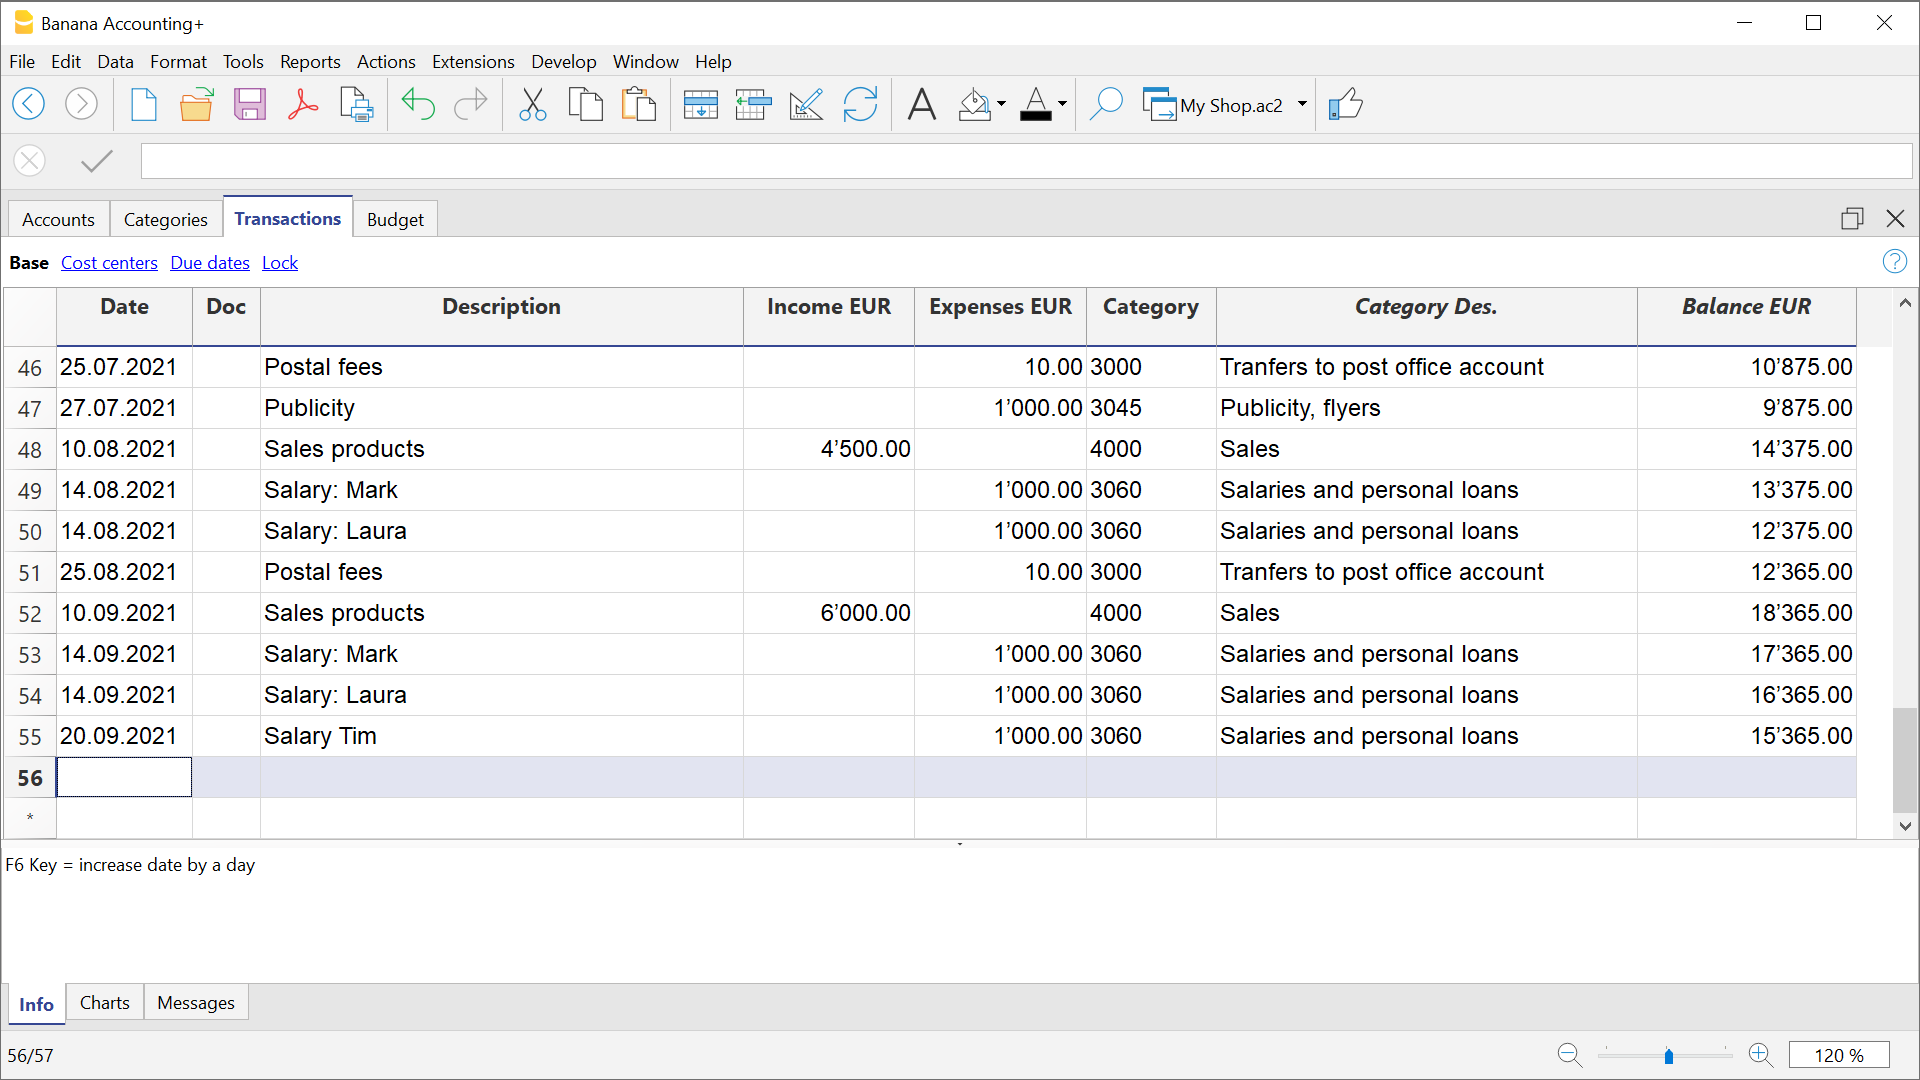 Banana Accounting+
File Edit Data Format Tools Reports Actions Extensions Develop Window Help
My Shop.ac2
Accounts Categories Transactions Budget
Base Cost centers Due dates Lock
Date Doc Description Income EUR Expenses EUR Category Category Des. Balance EUR
46 25.07.2021 Postal fees 10.00 3000 Tranfers to post office account 10’875.00
47 27.07.2021 Publicity 1’000.00 3045 Publicity, flyers 9’875.00
48 10.08.2021 Sales products 4’500.00 4000 Sales 14’375.00
49 14.08.2021 Salary: Mark 1’000.00 3060 Salaries and personal loans 13’375.00
50 14.08.2021 Salary: Laura 1’000.00 3060 Salaries and personal loans 12’375.00
51 25.08.2021 Postal fees 10.00 3000 Tranfers to post office account 12’365.00
52 10.09.2021 Sales products 6’000.00 4000 Sales 18’365.00
53 14.09.2021 Salary: Mark 1’000.00 3060 Salaries and personal loans 17’365.00
54 14.09.2021 Salary: Laura 1’000.00 3060 Salaries and personal loans 16’365.00
55 20.09.2021 Salary Tim 1’000.00 3060 Salaries and personal loans 15’365.00
56
*
F6 Key = increase date by a day
Info Charts Messages
56/57 120 %